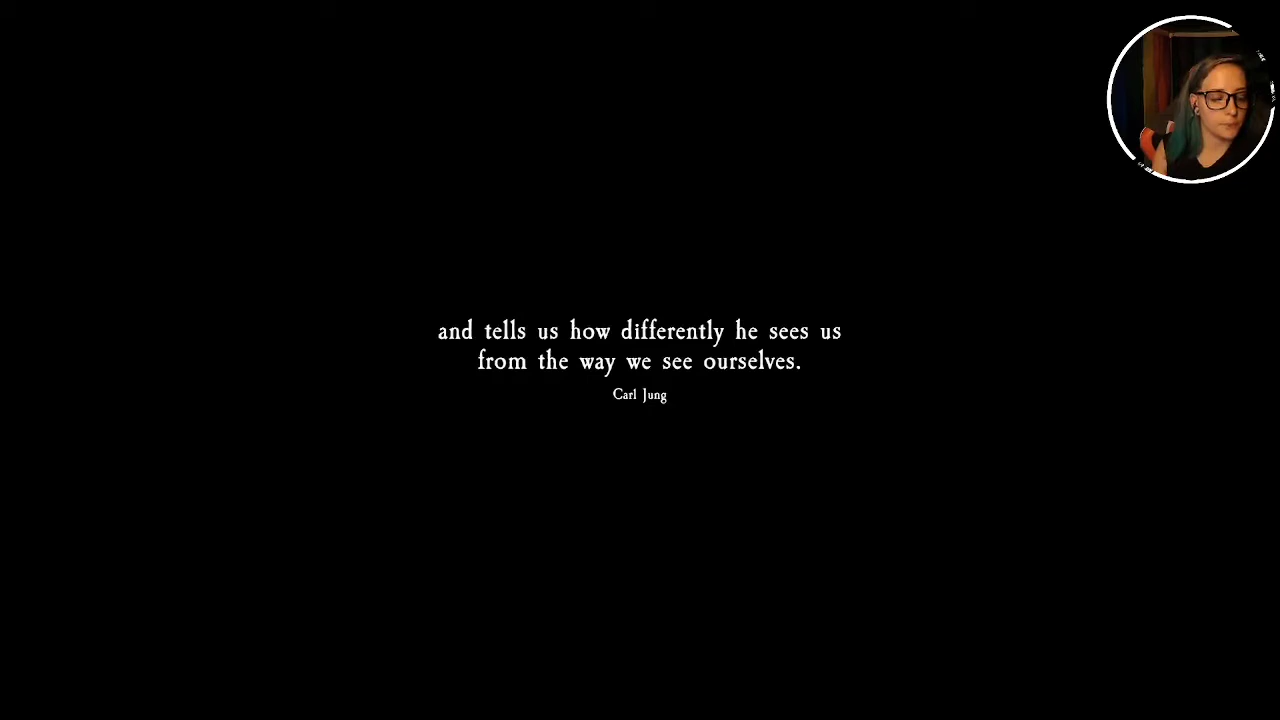 and tells us how differently he sees us
from the way we see ourselves.
Carl Jung